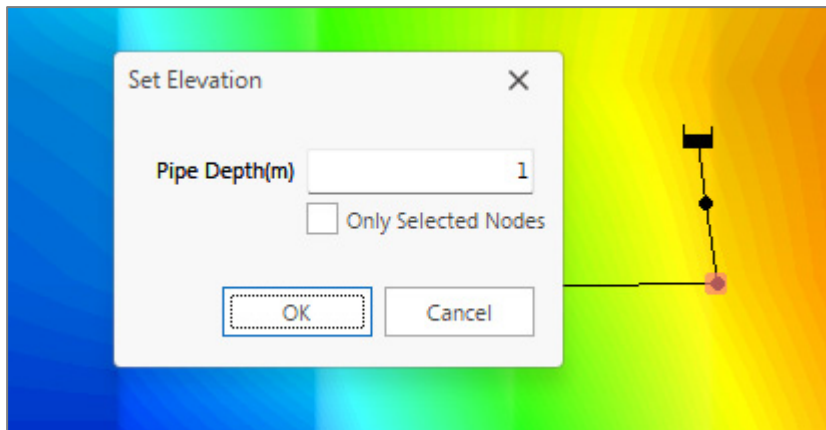 Set Elevation
Pipe Depth(m) 1
Only Selected Nodes
OK Cancel